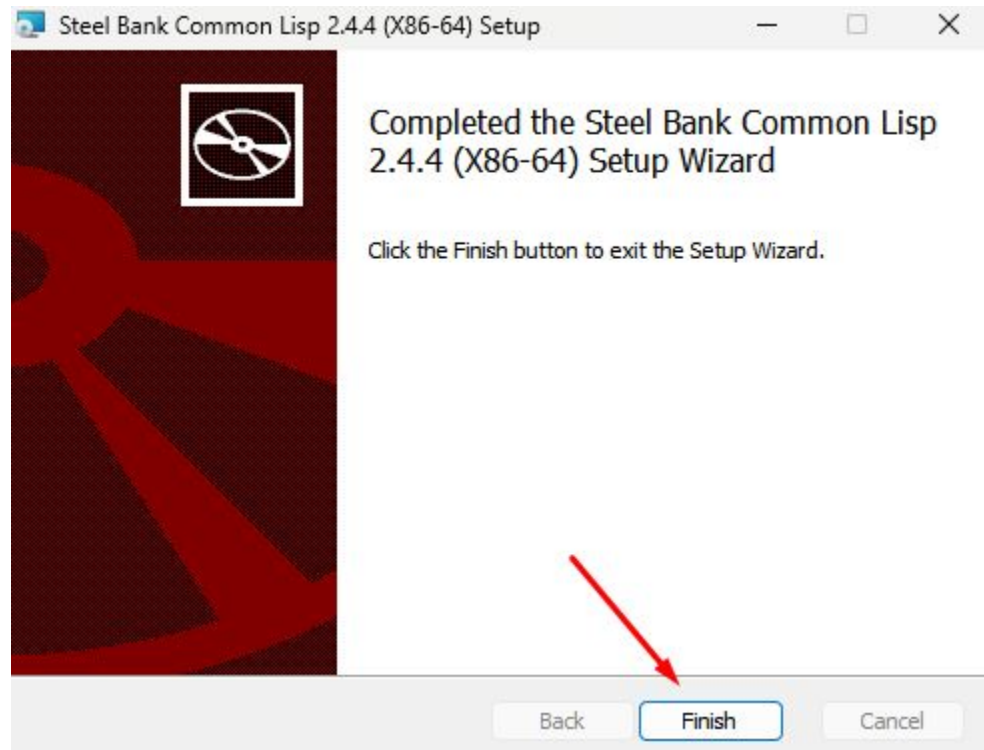 Steel Bank Common Lisp 2.4.4 (X86-64) Setup
Completed the Steel Bank Common Lisp
2.4.4 (X86-64) Setup Wizard
Click the Finish button to exit the Setup Wizard.
Back
Finish
Cancel